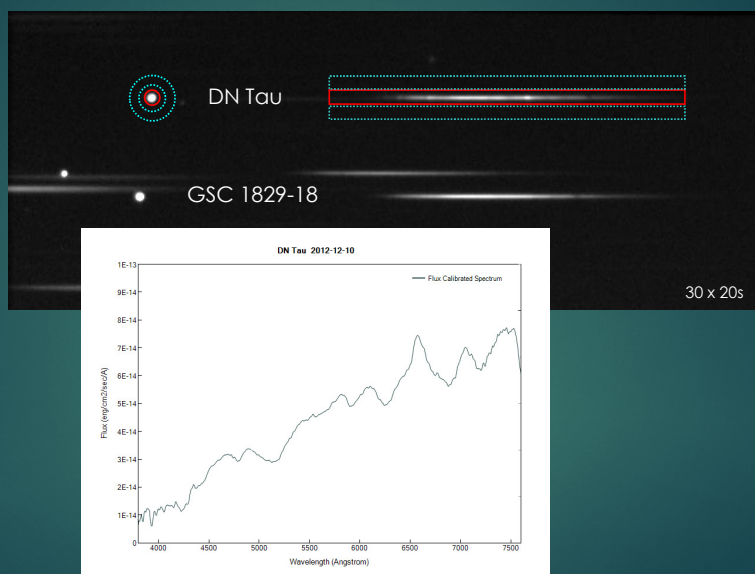 DN Tau
GSC 1829-18
30 x 20s
DN Tau 2012-12-10
Flux Calibrated Spectrum
1E-13
9E-14
8E-14
7E-14
6E-14
5E-14
4E-14
3E-14
2E-14
1E-14
0
Flux (erg/cm2/sec/A)
4000 4500 5000 5500 6000 6500 7000 7500
Wavelength (Angstrom)